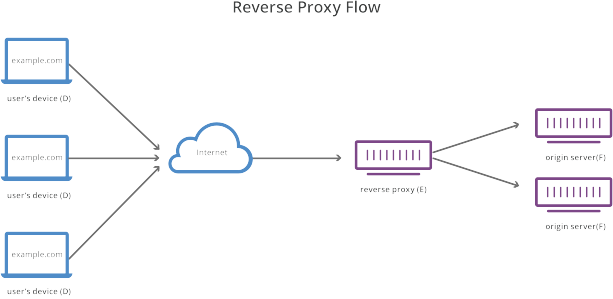 Reverse Proxy Flow
example.com
user's device (D)
example.com
user's device (D)
example.com
user's device (D)
Internet
reverse proxy (E)
origin server(F)
origin server(F)